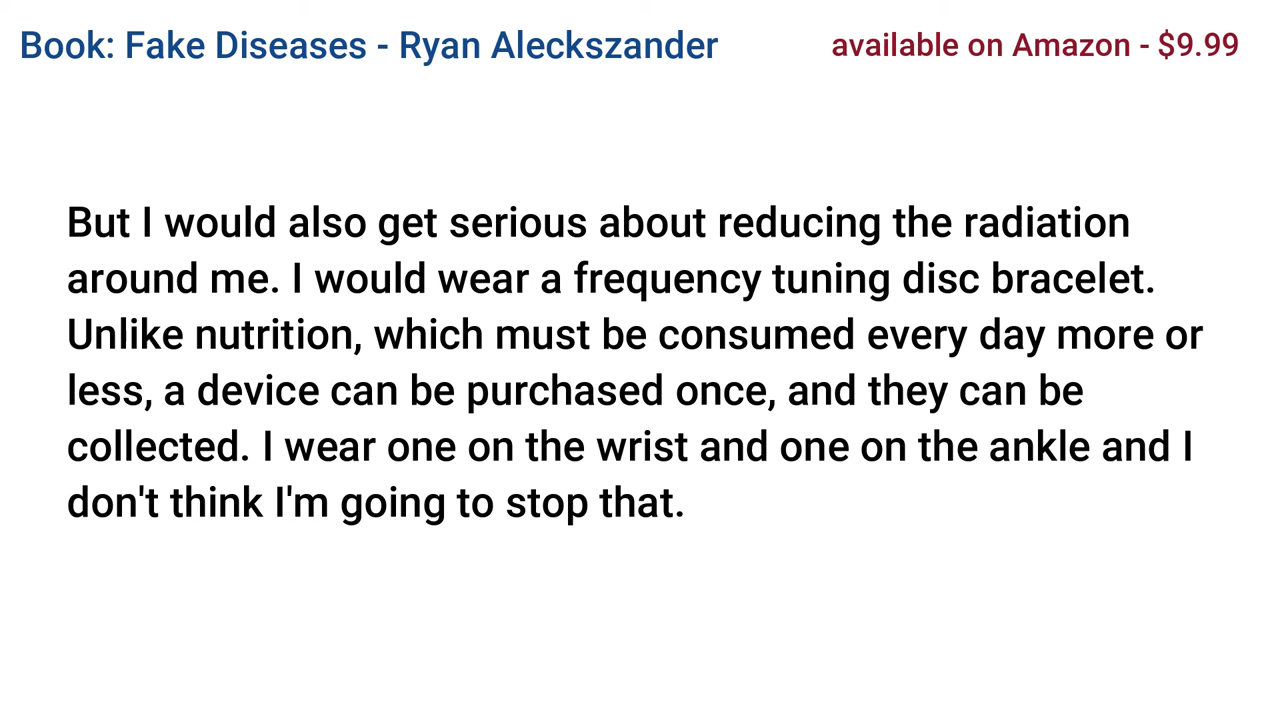 Book: Fake Diseases - Ryan Aleckszander
available on Amazon - $9.99
But I would also get serious about reducing the radiation
around me. I would wear a frequency tuning disc bracelet.
Unlike nutrition, which must be consumed every day more or
less, a device can be purchased once, and they can be
collected. I wear one on the wrist and one on the ankle and I
don't think I'm going to stop that.